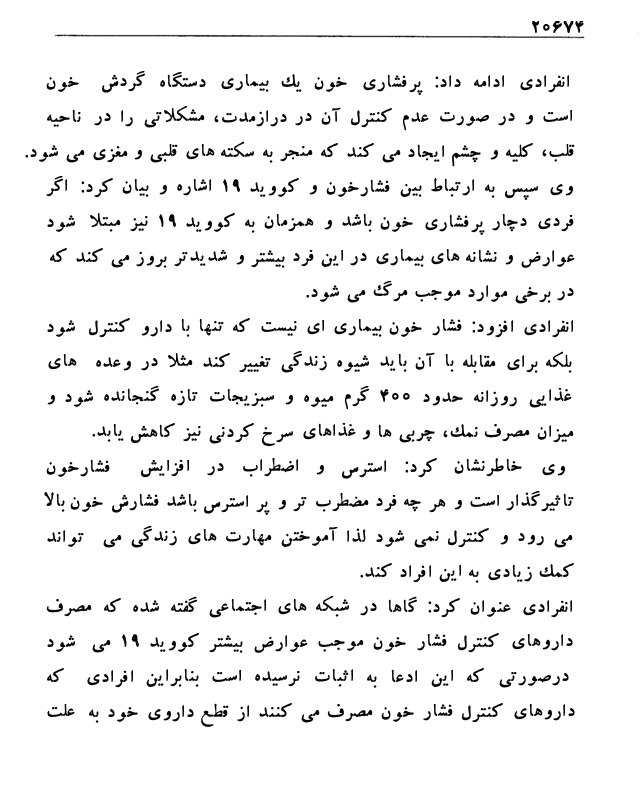 ۲۰۶۷۴
انفرادی ادامه داد: پرفشاری خون یك بیماری دستگاه گردش خون
است و در صورت عدم کنترل آن در درازمدت، مشکلاتی را در ناحیه
قلب، کلیه و چشم ایجاد می کند که منجر به سکته های قلبی و مغزی می شود.
وی سپس به ارتباط بین فشارخون و کووید ۱۹ اشاره و بیان کرد: اگر
فردی دچار پرفشاری خون باشد و همزمان به کووید ۱۹ نیز مبتلا شود
عوارض و نشانه های بیماری در این فرد بیشتر و شدیدتر بروز می کند که
در برخی موارد موجب مرگ می شود.
انفرادی افزود: فشار خون بیماری ای نیست که تنها با دارو کنترل شود
بلکه برای مقابله با آن باید شیوه زندگی تغییر کند مثلا در وعده های
غذایی روزانه حدود ۴۰۰ گرم میوه و سبزیجات تازه گنجانده شود و
میزان مصرف نمك، چربی ها و غذاهای سرخ کردنی نیز کاهش یابد.
وی خاطرنشان کرد: استرس و اضطراب در افزایش فشارخون
تاثیرگذار است و هر چه فرد مضطرب تر و پر استرس باشد فشارش خون بالا
می رود و کنترل نمی شود لذا آموختن مهارت های زندگی می تواند
کمك زیادی به این افراد کند.
انفرادی عنوان کرد: گاها در شبکه های اجتماعی گفته شده که مصرف
داروهای کنترل فشار خون موجب عوارض بیشتر کووید ۱۹ می شود
درصورتی که این ادعا به اثبات نرسیده است بنابراین افرادی که
داروهای کنترل فشار خون مصرف می کنند از قطع داروی خود به علت